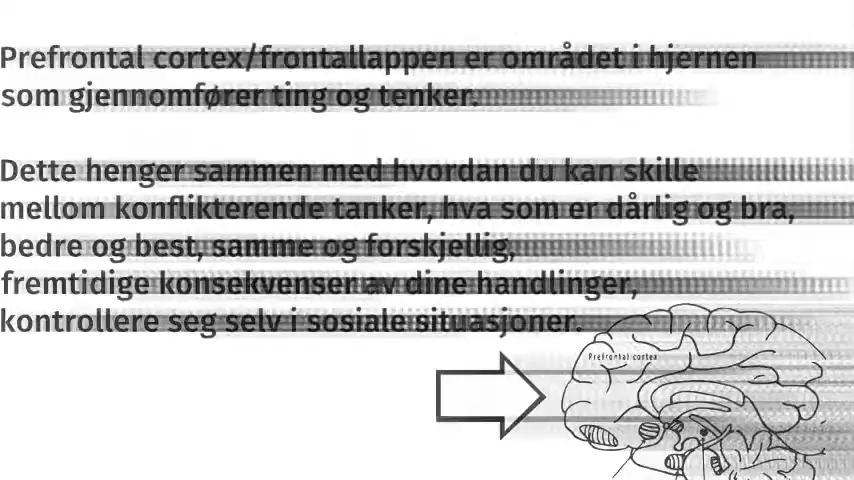 Prefrontal cortex/frontallappen er området i hjernen
som gjennomfører ting og tenker.
Dette henger sammen med hvordan du kan skille
mellom konflikterende tanker, hva som er dårlig og bra,
bedre og best, samme og forskjellig,
fremtidige konsekvenser av dine handlinger,
kontrollere seg selv i sosiale situasjoner.
Prefrontal cortex